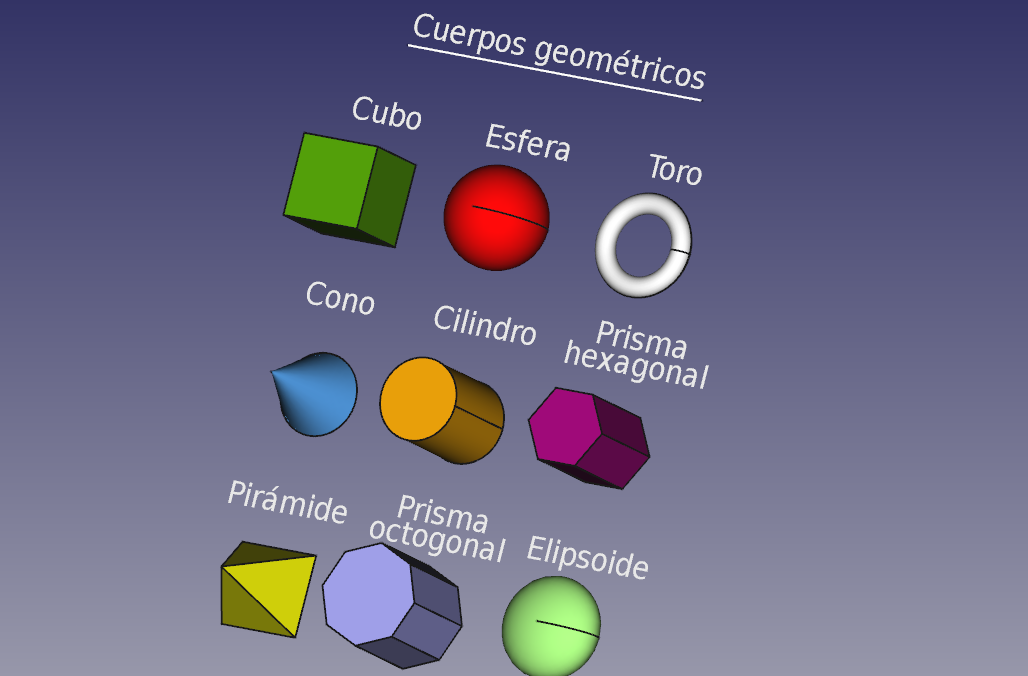 Cuerpos geométricos
Cubo
Esfera
Toro
Cono
Cilindro
Prisma
hexagonal
Pirámide
Prisma
octogonal
Elipsoide